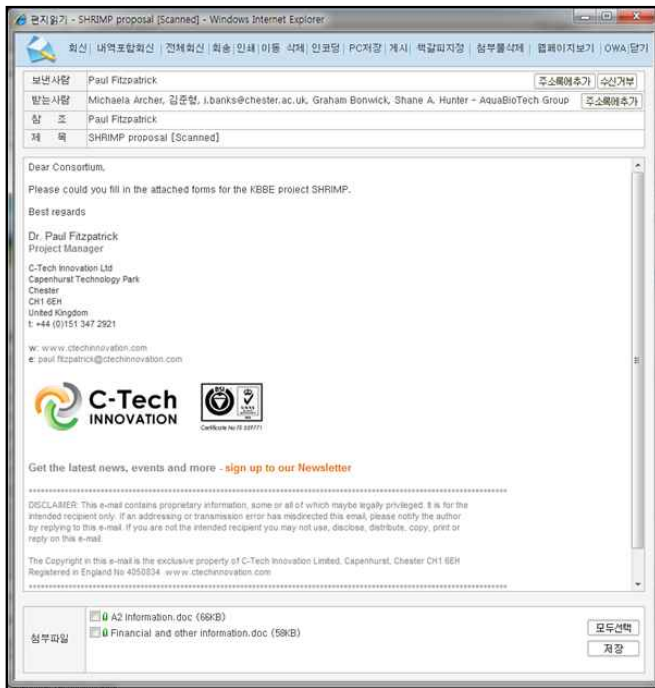 편지읽기 - SHRIMP proposal [Scanned] - Windows Internet Explorer
회신 | 내역포함회신 | 전체회신 | 회송 | 인쇄 | 이동 삭제 | 인코딩 | PC저장 | 게시 | 책갈피지정 | 첨부물삭제 | 웹페이지보기 | OWA | 닫기
보낸사람 Paul Fitzpatrick 주소록에추가 수신거부
받는사람 Michaela Archer, 김준형, j.banks@chester.ac.uk, Graham Bonwick, Shane A. Hunter - AquaBioTech Group 주소록에추가
참 조 Paul Fitzpatrick
제 목 SHRIMP proposal [Scanned]
Dear Consortium,
Please could you fill in the attached forms for the KBBE project SHRIMP.
Best regards
Dr. Paul Fitzpatrick
Project Manager
C-Tech Innovation Ltd
Capenhurst Technology Park
Chester
CH1 6EH
United Kingdom
t: +44 (0)151 347 2921
w: www.ctechinnovation.com
e: paul.fitzpatrick@ctechinnovation.com
C-Tech
INNOVATION
BSI
Certificate No IS 509771
Get the latest news, events and more - sign up to our Newsletter
DISCLAIMER: This e-mail contains proprietary information, some or all of which maybe legally privileged. It is for the
intended recipient only. If an addressing or transmission error has misdirected this email, please notify the author
by replying to this e-mail. If you are not the intended recipient you may not use, disclose, distribute, copy, print or
reply on this e-mail.
The Copyright in this e-mail is the exclusive property of C-Tech Innovation Limited, Capenhurst, Chester CH1 6EH
Registered in England No 4050834 www.ctechinnovation.com
첨부파일
A2 information.doc (66KB)
Financial and other information.doc (58KB)
모두선택
저장